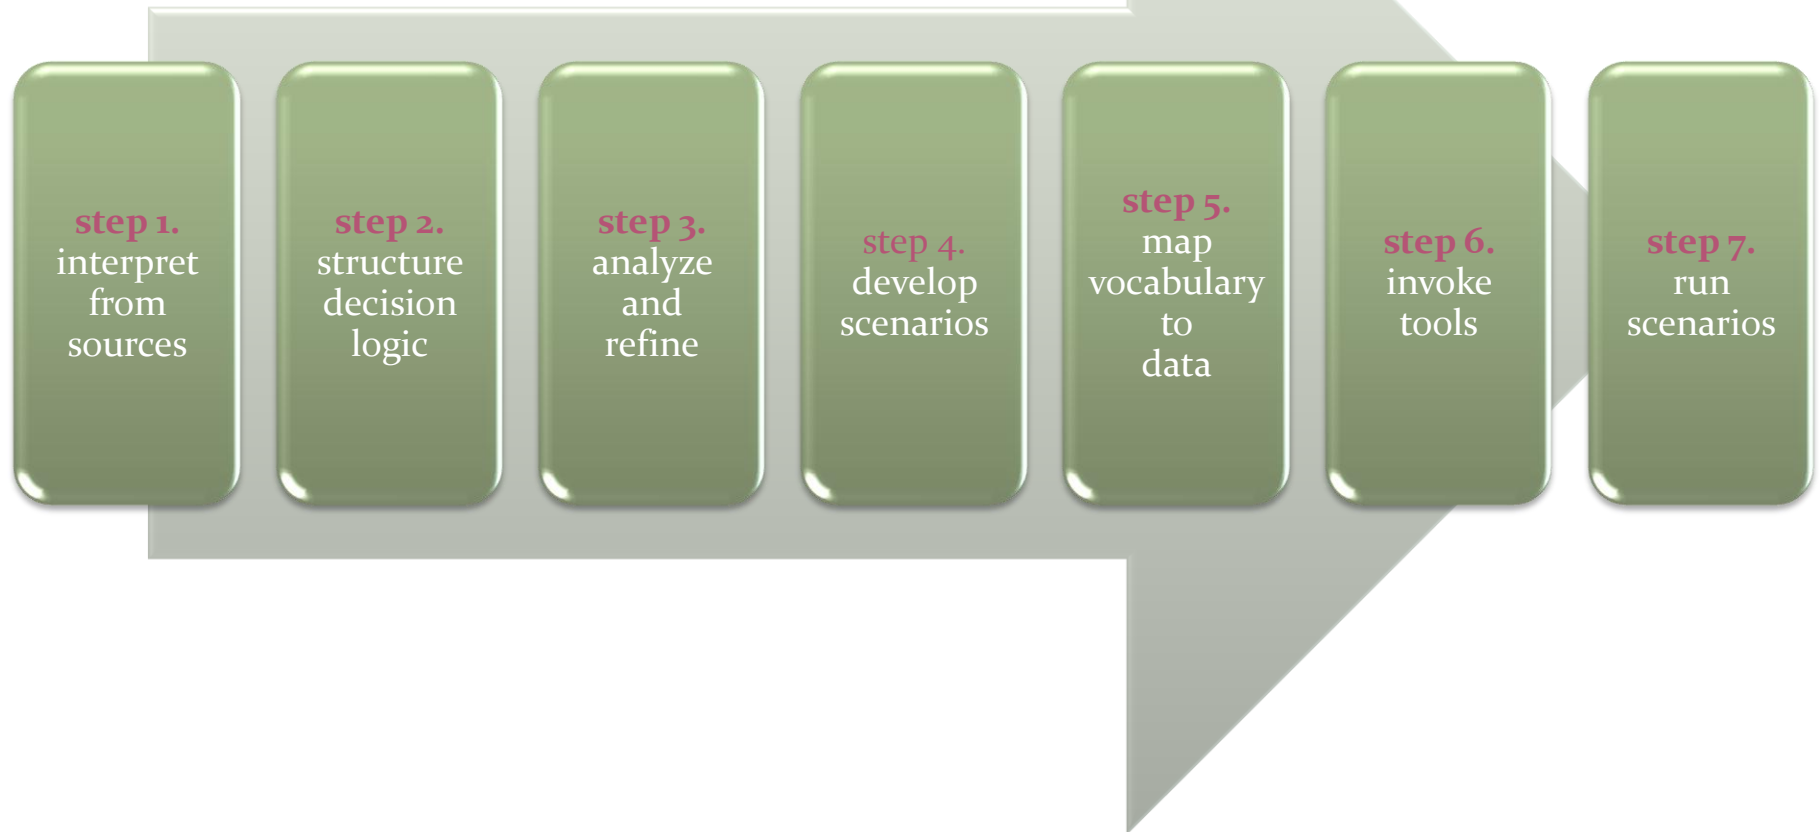 step 1.
interpret
from
sources
step 2.
structure
decision
logic
step 3.
analyze
and
refine
step 4.
develop
scenarios
step 5.
map
vocabulary
to
data
step 6.
invoke
tools
step 7.
run
scenarios